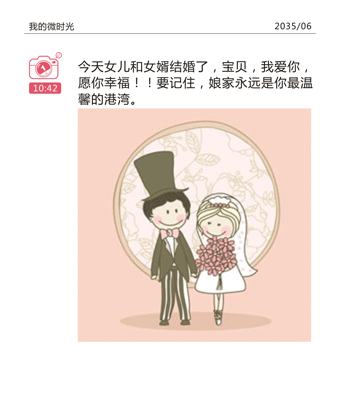 我的微时光
2035/06
10:42
今天女儿和女婿结婚了，宝贝，我爱你，
愿你幸福！！要记住，娘家永远是你最温
馨的港湾。